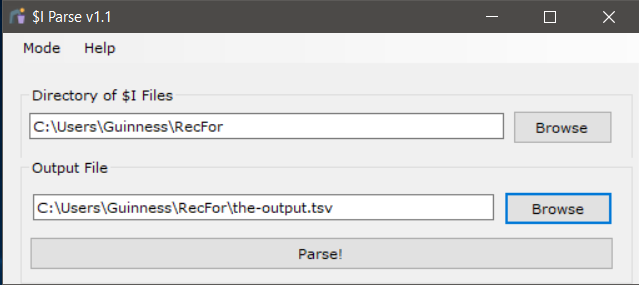 $I Parse v1.1
Mode Help
Directory of $I Files
C:\Users\Guinness\RecFor Browse
Output File
C:\Users\Guinness\RecFor\the-output.tsv Browse
Parse!